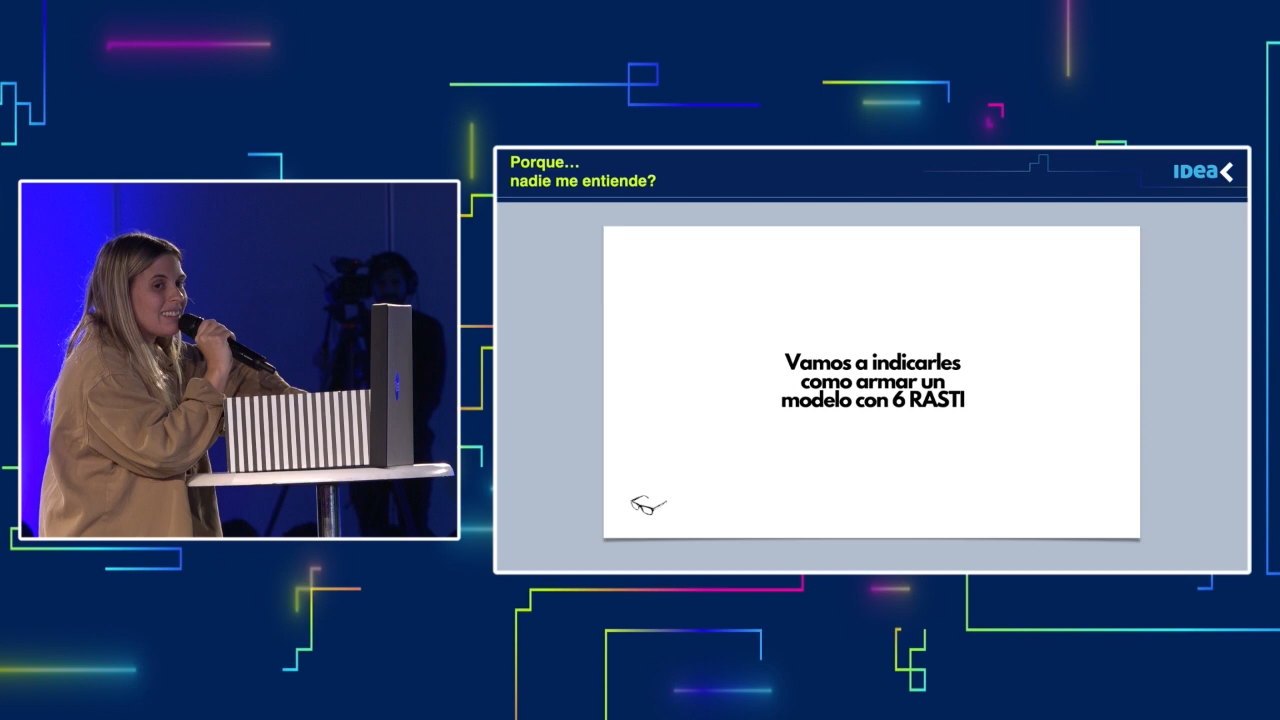 Porque...
nadie me entiende?
IDea
Vamos a indicarles
como armar un
modelo con 6 RASTI